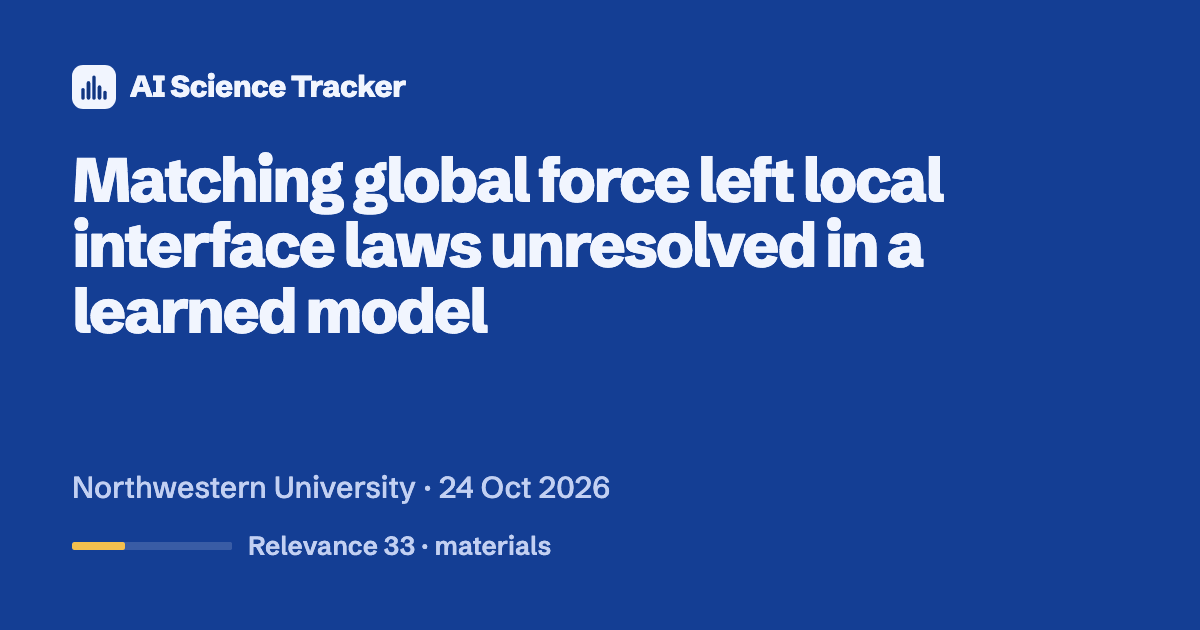 AI Science Tracker
Matching global force left local
interface laws unresolved in a
learned model
Northwestern University · 24 Oct 2026
Relevance 33 · materials